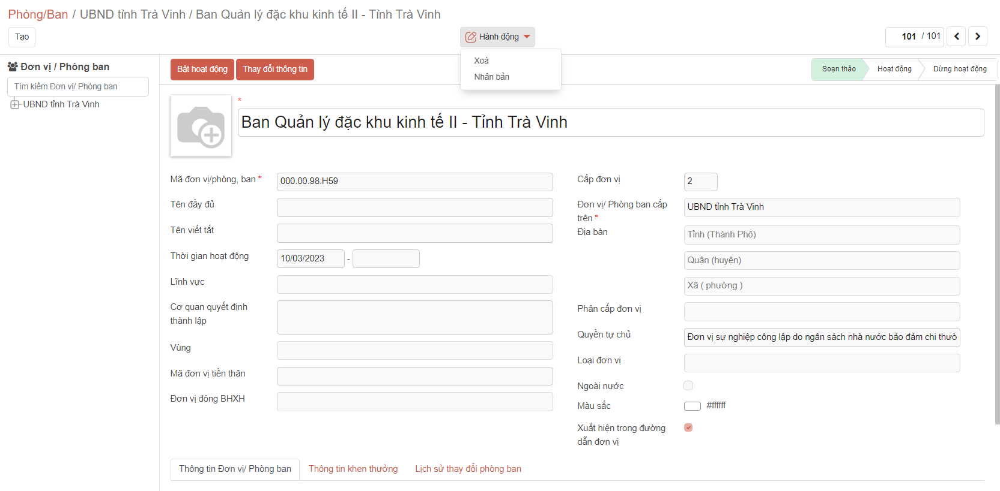 Phòng/Ban / UBND tỉnh Trà Vinh / Ban Quản lý đặc khu kinh tế II - Tỉnh Trà Vinh
Tạo
Hành động
101 / 101
Xoá
Nhân bản
Đơn vị / Phòng ban
Tìm kiếm Đơn vị/ Phòng ban
UBND tỉnh Trà Vinh
Bật hoạt động
Thay đổi thông tin
Soạn thảo
Hoạt động
Dừng hoạt động
*
Ban Quản lý đặc khu kinh tế II - Tỉnh Trà Vinh
Mã đơn vị/phòng, ban *
000.00.98.H59
Tên đầy đủ
Tên viết tắt
Thời gian hoạt động
10/03/2023 -
Lĩnh vực
Cơ quan quyết định
thành lập
Vùng
Mã đơn vị tiền thân
Đơn vị đóng BHXH
Cấp đơn vị
2
Đơn vị/ Phòng ban cấp
trên *
UBND tỉnh Trà Vinh
Địa bàn
Tỉnh (Thành Phố)
Quận (huyện)
Xã ( phường )
Phân cấp đơn vị
Quyền tự chủ
Đơn vị sự nghiệp công lập do ngân sách nhà nước bảo đảm chi thườ
Loại đơn vị
Ngoài nước
Màu sắc
#ffffff
Xuất hiện trong đường
dẫn đơn vị
Thông tin Đơn vị/ Phòng ban
Thông tin khen thưởng
Lịch sử thay đổi phòng ban